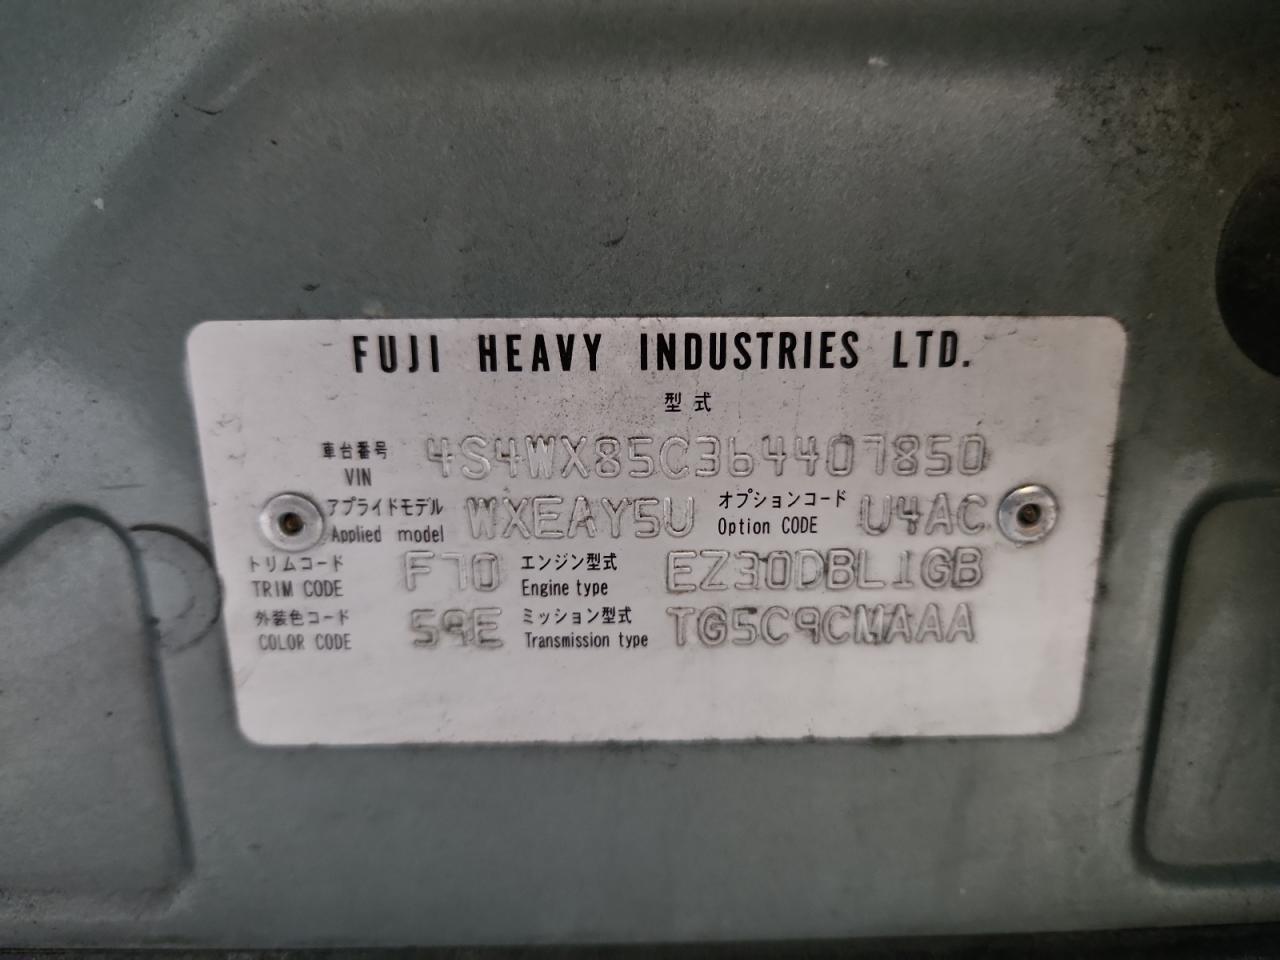 FUJI HEAVY INDUSTRIES LTD.
型式
車台番号 VIN 4S4WX85C364407850
アプライドモデル Applied model WXEAY5U オプションコード Option CODE U4AC
トリムコード TRIM CODE F70 エンジン型式 Engine type EZ30DBL1GB
外装色コード COLOR CODE 59E ミッション型式 Transmission type TG5C9CMAAA